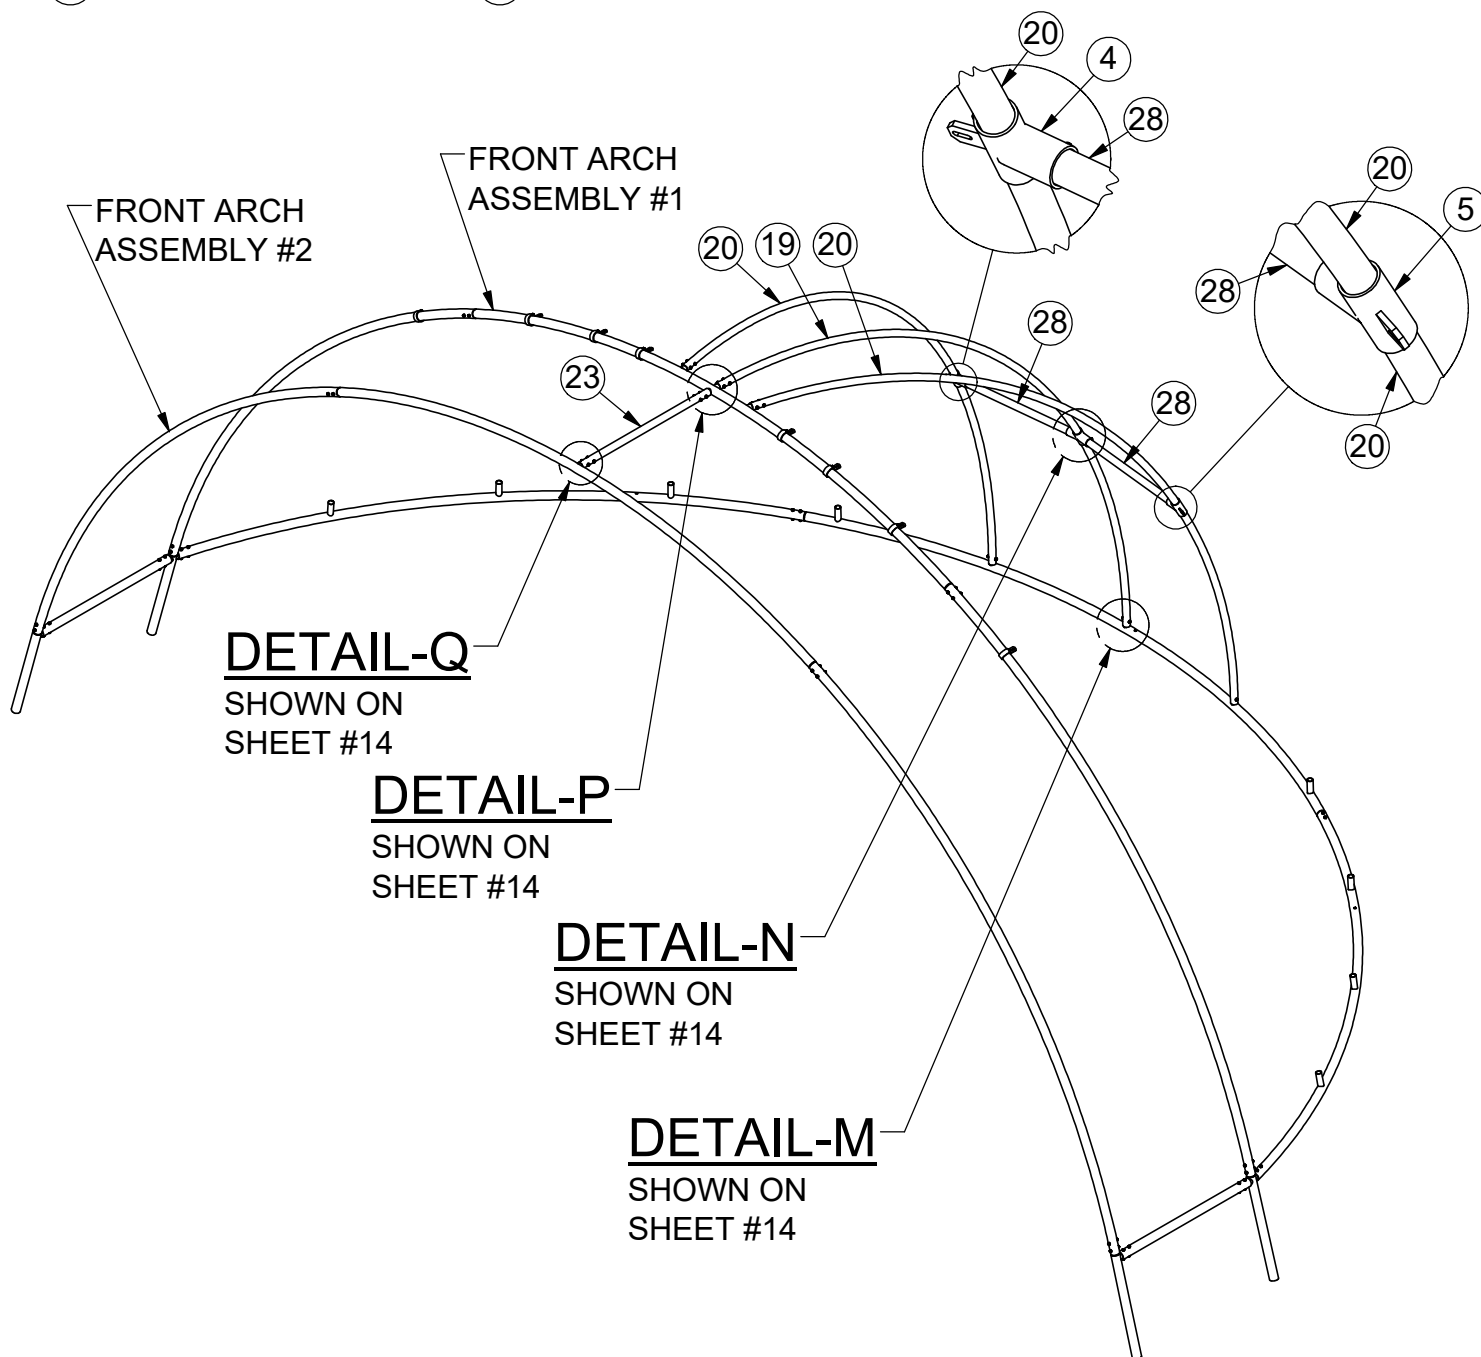 20
4
28
FRONT ARCH
ASSEMBLY #1
FRONT ARCH
ASSEMBLY #2
20
5
28
20
20
19
20
28
23
28
DETAIL-Q
SHOWN ON
SHEET #14
DETAIL-P
SHOWN ON
SHEET #14
DETAIL-N
SHOWN ON
SHEET #14
DETAIL-M
SHOWN ON
SHEET #14